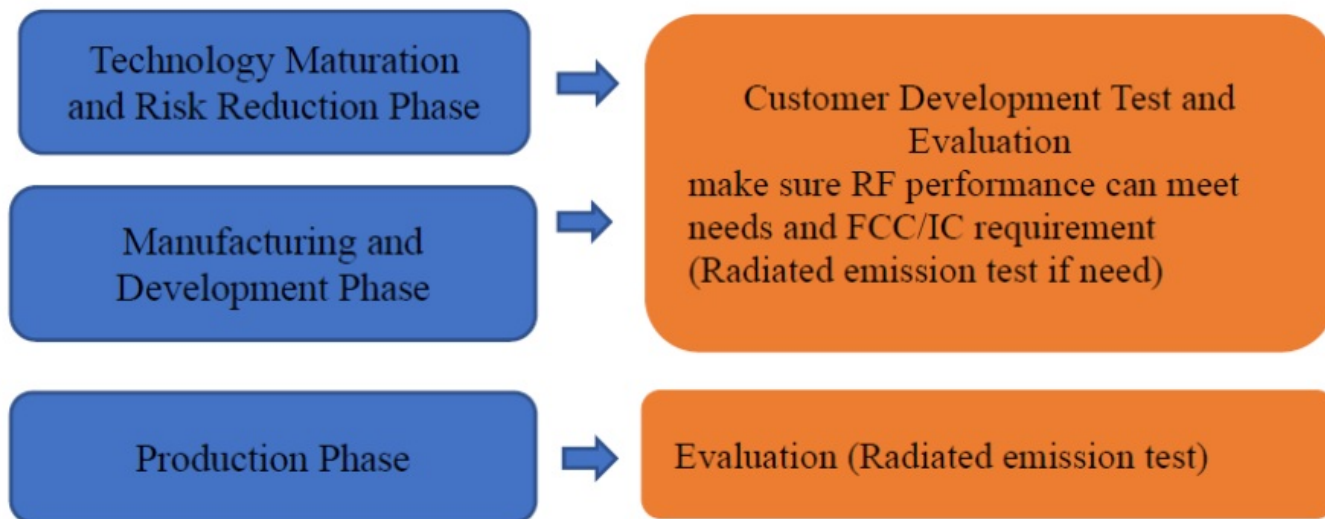 Technology Maturation
and Risk Reduction Phase
Customer Development Test and
Evaluation
make sure RF performance can meet
needs and FCC/IC requirement
(Radiated emission test if need)
Manufacturing and
Development Phase
Production Phase
Evaluation (Radiated emission test)